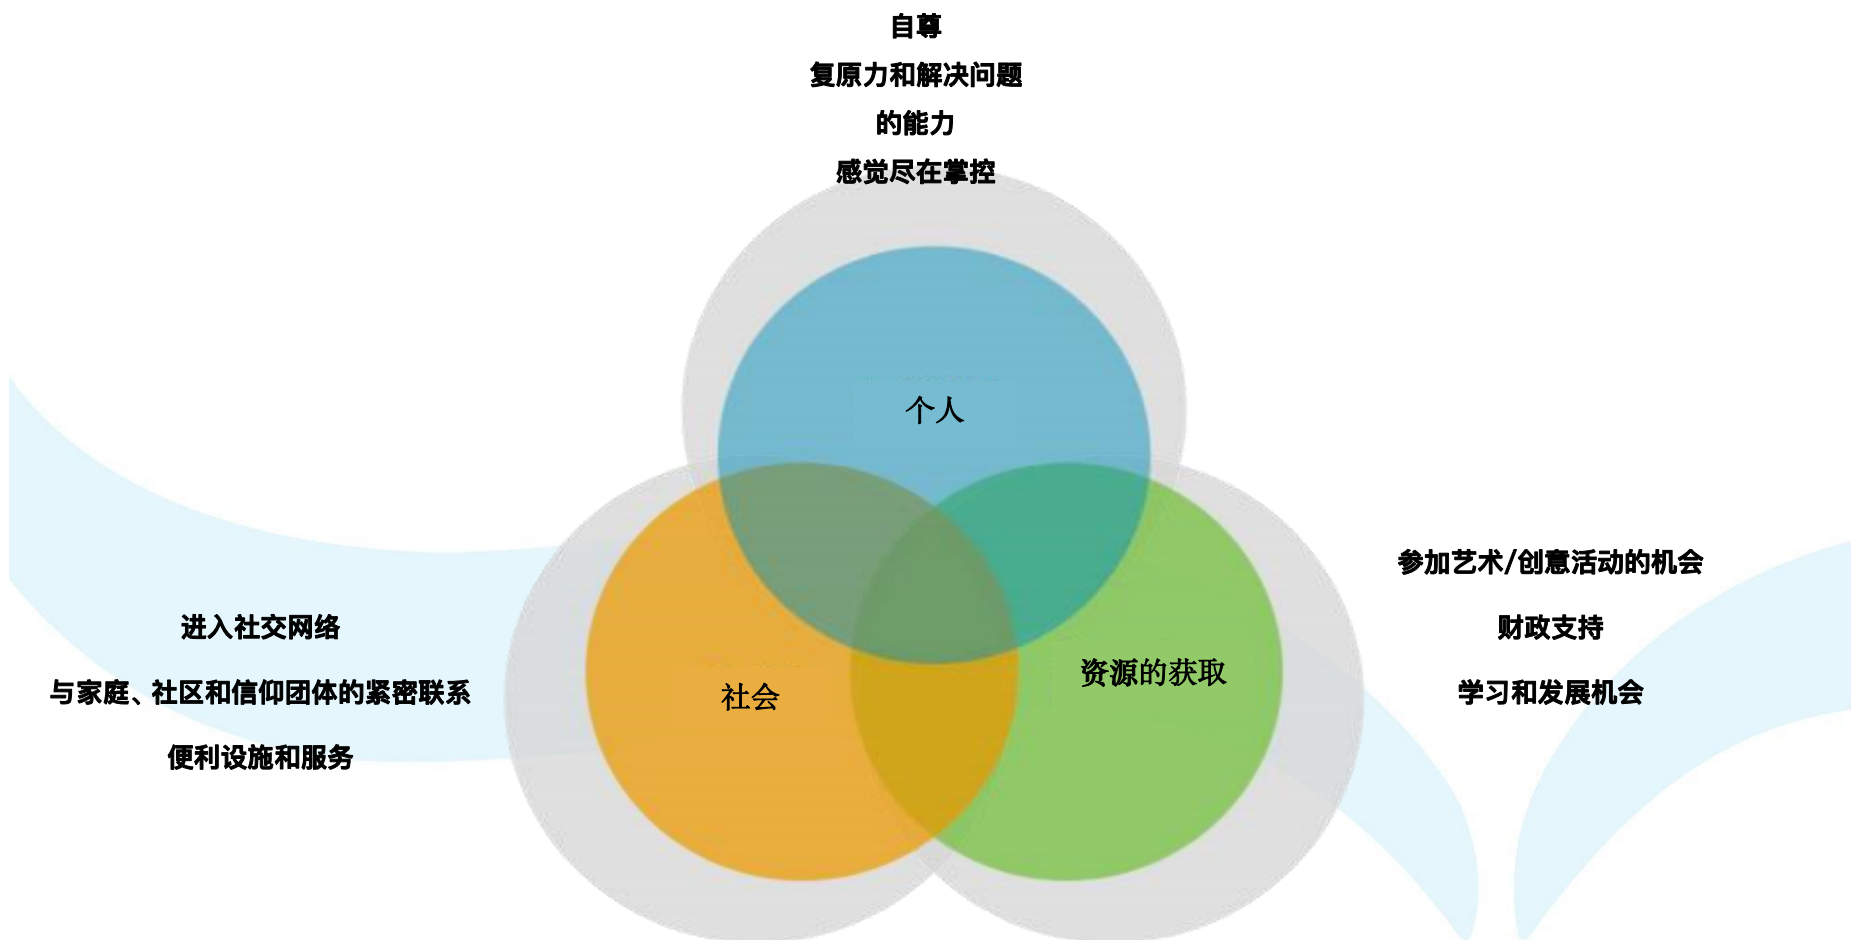 自尊
复原力和解决问题
的能力
感觉尽在掌控
个人
参加艺术/创意活动的机会
财政支持
学习和发展机会
进入社交网络
与家庭、社区和信仰团体的紧密联系
便利设施和服务
社会
资源的获取